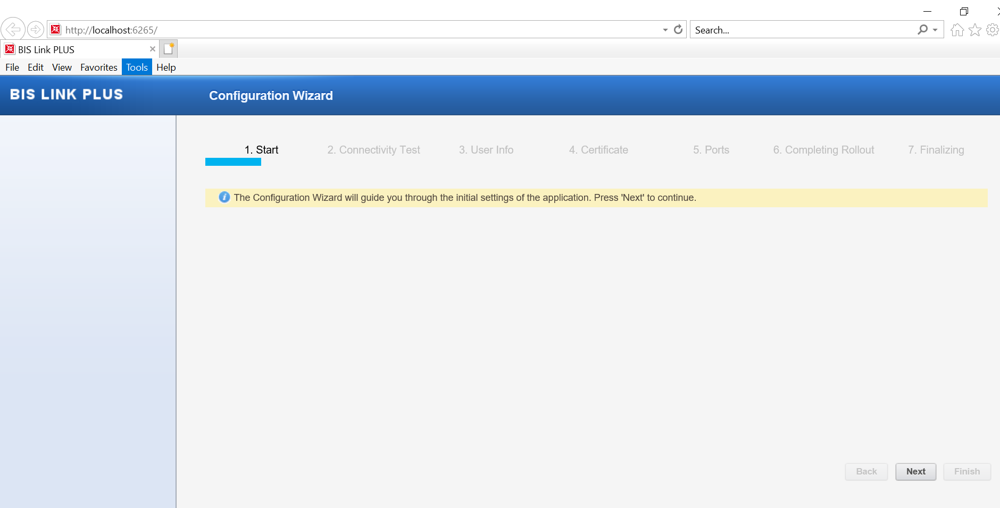 http://localhost:6265/
Search...
BIS Link PLUS
File Edit View Favorites Tools Help
BIS LINK PLUS
Configuration Wizard
1. Start 2. Connectivity Test 3. User Info 4. Certificate 5. Ports 6. Completing Rollout 7. Finalizing
The Configuration Wizard will guide you through the initial settings of the application. Press 'Next' to continue.
Back Next Finish